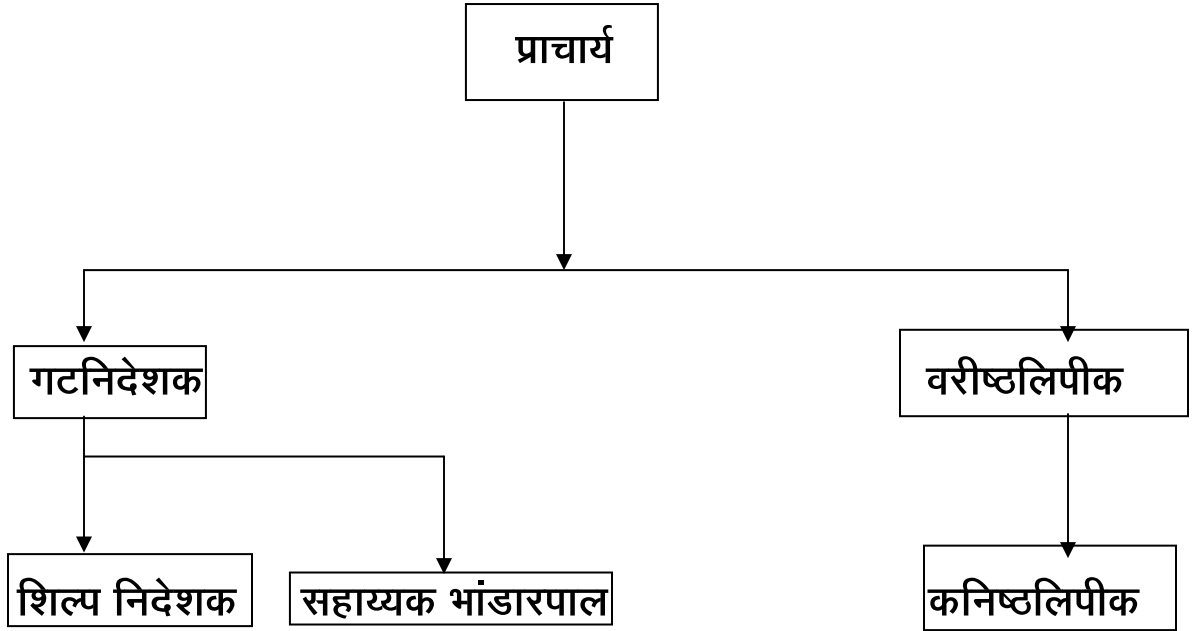 प्राचार्य
गटनिदेशक
वरीष्ठलिपीक
शिल्प निदेशक
सहाय्यक भांडारपाल
कनिष्ठलिपीक